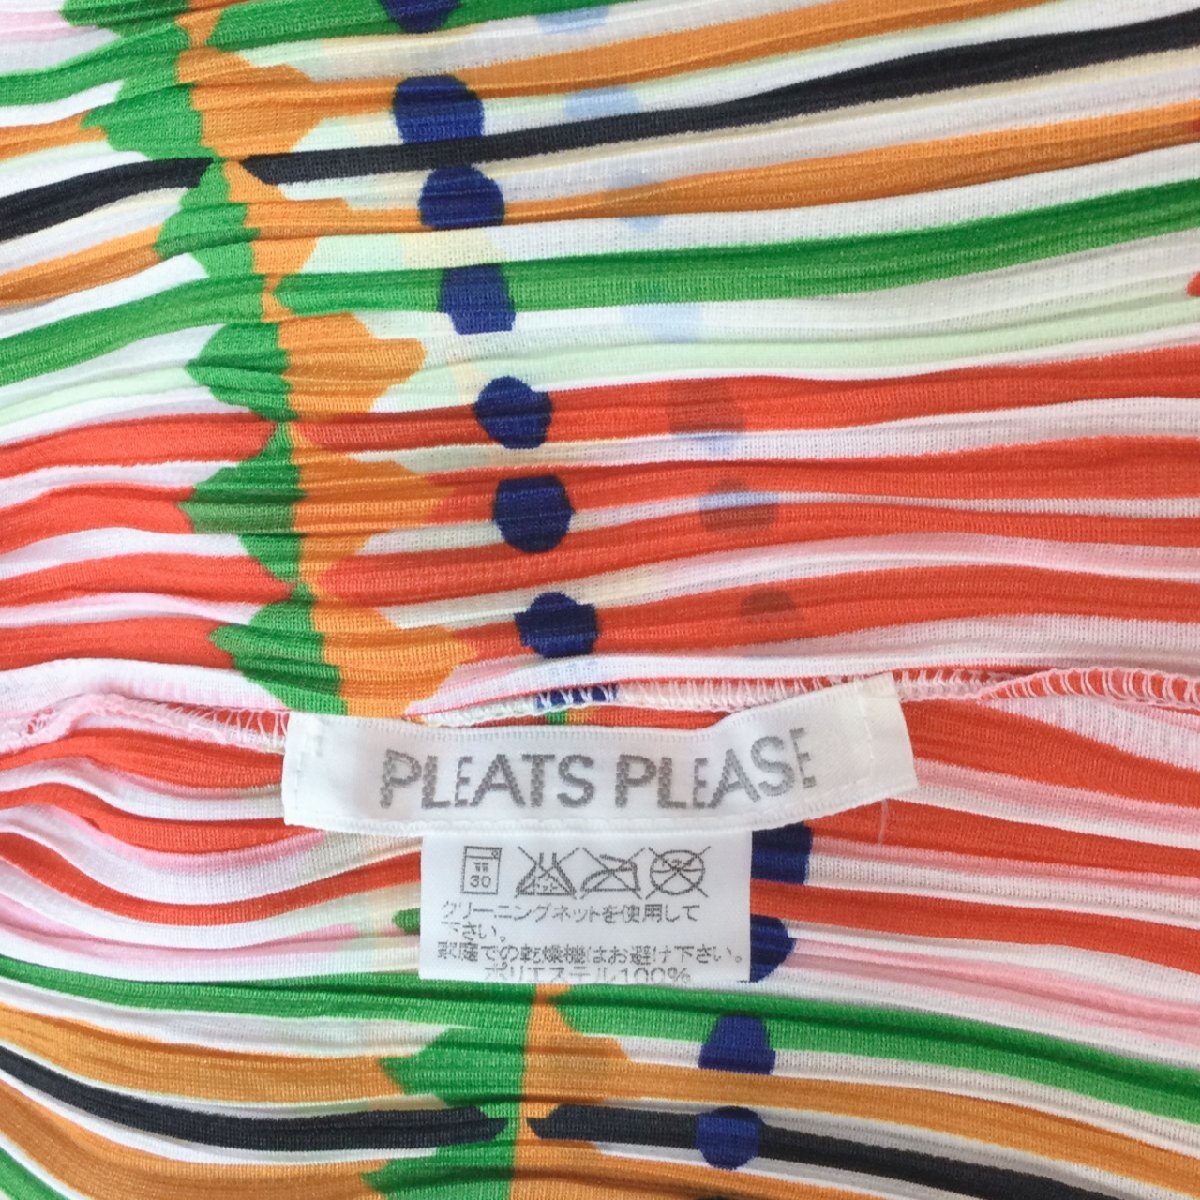 PLEATS PLEASE
30
クリーニングネットを使用して
下さい。
家庭での乾燥機はお避け下さい。
ポリエステル100%